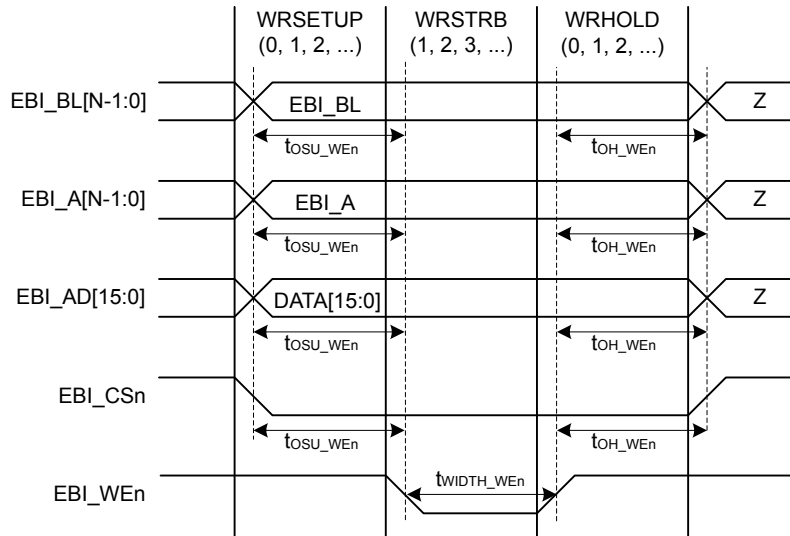 WRSETUP WRSTRB WRHOLD
(0, 1, 2, ...) (1, 2, 3, ...) (0, 1, 2, ...)
EBI_BL[N-1:0] EBI_BL Z
tOSU_WEn tOH_WEn
EBI_A[N-1:0] EBI_A Z
tOSU_WEn tOH_WEn
EBI_AD[15:0] DATA[15:0] Z
tOSU_WEn tOH_WEn
EBI_CSn
tOSU_WEn tOH_WEn
EBI_WEn tWIDTH_WEn